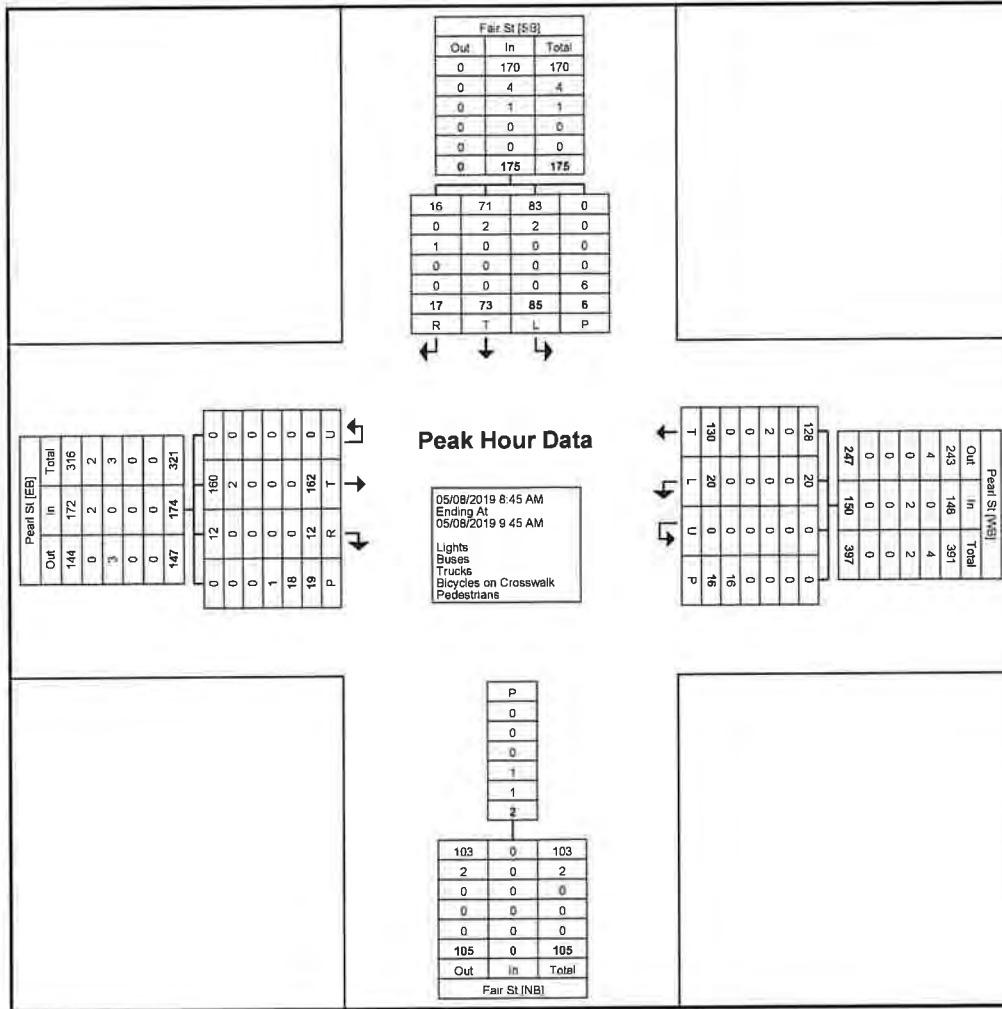 Fair St [SB]
Out In Total
0 170 170
0 4 4
0 1 1
0 0 0
0 0 0
0 175 175
16 71 83 0
0 2 2 0
1 0 0 0
0 0 0 0
0 0 0 6
17 73 85 6
R T L P
Pearl St [EB]
Out In Total
144 172 316
0 2 2
3 0 3
0 0 0
0 0 0
147 174 321
0 12 160 0
0 0 2 0
0 0 0 0
1 0 0 0
18 0 0 0
19 12 162 0
P R T U
Peak Hour Data
05/08/2019 8:45 AM
Ending At
05/08/2019 9 45 AM
Lights
Buses
Trucks
Bicycles on Crosswalk
Pedestrians
Pearl St [WB]
Out In Total
243 148 391
4 0 4
0 2 2
0 0 0
0 0 0
247 150 397
128 20 0 0
0 0 0 0
2 0 0 0
0 0 0 0
0 0 0 16
130 20 0 16
T L U P
P
0
0
0
1
1
2
103 0 103
2 0 2
0 0 0
0 0 0
0 0 0
105 0 105
Out In Total
Fair St [NB]